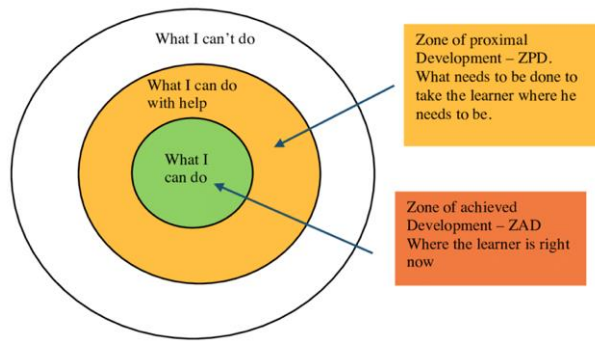 What I can't do
What I can do
with help
What I
can do
Zone of proximal
Development – ZPD.
What needs to be done to
take the learner where he
needs to be.
Zone of achieved
Development – ZAD
Where the learner is right
now